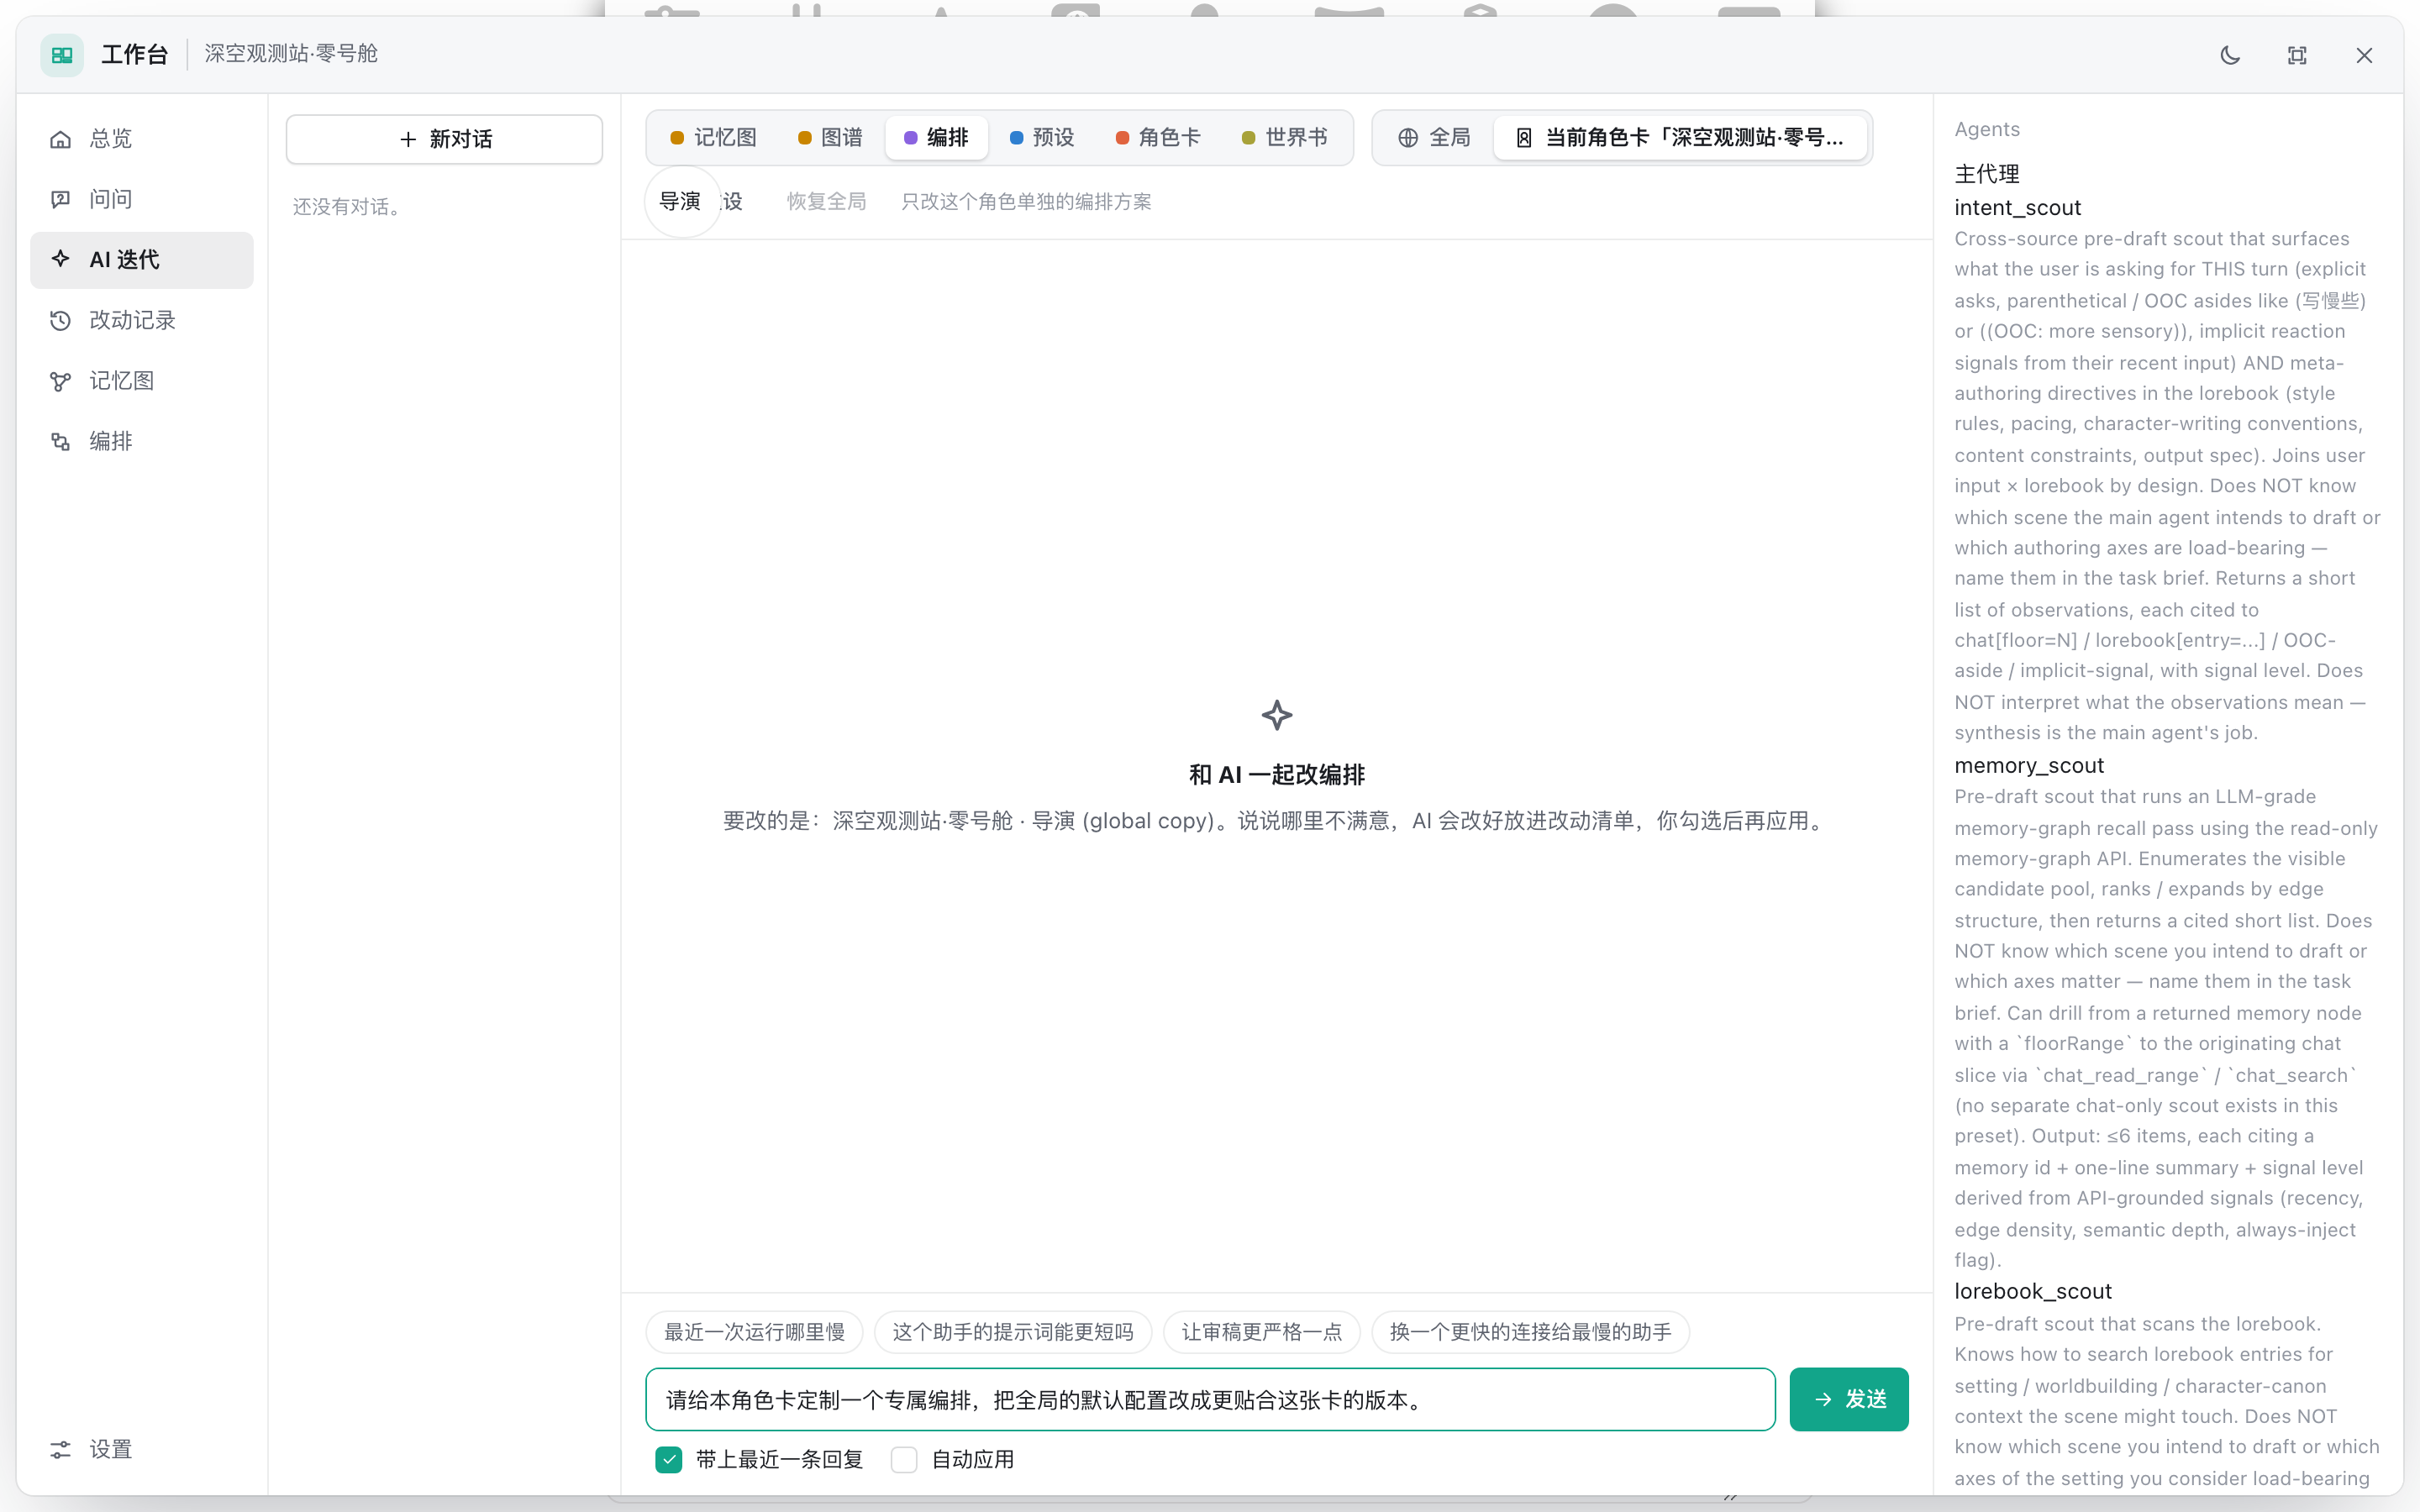 工作台
深空观测站·零号舱
总览
问问
AI 迭代
改动记录
记忆图
编排
设置
新对话
还没有对话。
记忆图
图谱
编排
预设
角色卡
世界书
全局
当前角色卡「深空观测站·零号...
导演
设
恢复全局
只改这个角色单独的编排方案
和 AI 一起改编排
要改的是：深空观测站·零号舱 · 导演 (global copy)。说说哪里不满意，AI 会改好放进改动清单，你勾选后再应用。
最近一次运行哪里慢
这个助手的提示词能更短吗
让审稿更严格一点
换一个更快的连接给最慢的助手
请给本角色卡定制一个专属编排，把全局的默认配置改成更贴合这张卡的版本。
发送
带上最近一条回复
自动应用
Agents
主代理
intent_scout
Cross-source pre-draft scout that surfaces
what the user is asking for THIS turn (explicit
asks, parenthetical / OOC asides like (写慢些)
or ((OOC: more sensory)), implicit reaction
signals from their recent input) AND meta-
authoring directives in the lorebook (style
rules, pacing, character-writing conventions,
content constraints, output spec). Joins user
input × lorebook by design. Does NOT know
which scene the main agent intends to draft or
which authoring axes are load-bearing —
name them in the task brief. Returns a short
list of observations, each cited to
chat[floor=N] / lorebook[entry=...] / OOC-
aside / implicit-signal, with signal level. Does
NOT interpret what the observations mean —
synthesis is the main agent's job.
memory_scout
Pre-draft scout that runs an LLM-grade
memory-graph recall pass using the read-only
memory-graph API. Enumerates the visible
candidate pool, ranks / expands by edge
structure, then returns a cited short list. Does
NOT know which scene you intend to draft or
which axes matter — name them in the task
brief. Can drill from a returned memory node
with a `floorRange` to the originating chat
slice via `chat_read_range` / `chat_search`
(no separate chat-only scout exists in this
preset). Output: ≤6 items, each citing a
memory id + one-line summary + signal level
derived from API-grounded signals (recency,
edge density, semantic depth, always-inject
flag).
lorebook_scout
Pre-draft scout that scans the lorebook.
Knows how to search lorebook entries for
setting / worldbuilding / character-canon
context the scene might touch. Does NOT
know which scene you intend to draft or which
axes of the setting you consider load-bearing